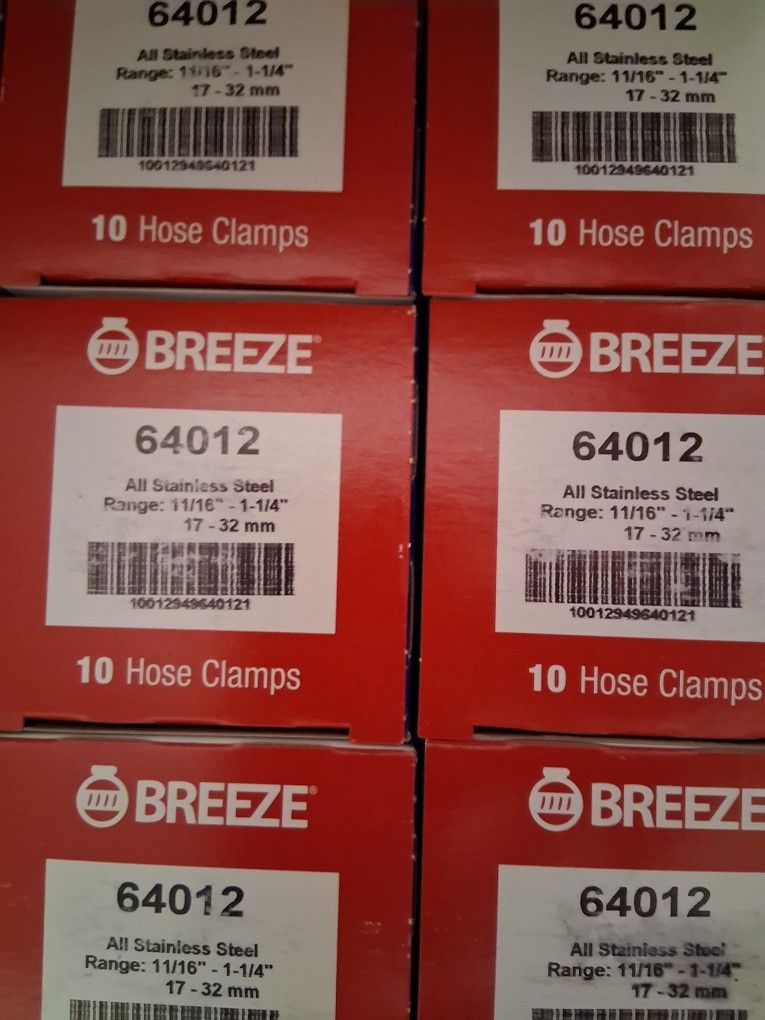 64012
All Stainless Steel
Range: 11/16" - 1-1/4"
17 - 32 mm
10012949640121
10 Hose Clamps
64012
All Stainless Steel
Range: 11/16" - 1-1/4"
17 - 32 mm
10012949640121
10 Hose Clamps
BREEZE®
64012
All Stainless Steel
Range: 11/16" - 1-1/4"
17 - 32 mm
10012949640121
10 Hose Clamps
BREEZE
64012
All Stainless Steel
Range: 11/16" - 1-1/4"
17 - 32 mm
10012949640121
10 Hose Clamps
BREEZE®
64012
All Stainless Steel
Range: 11/16" - 1-1/4"
17 - 32 mm
BREEZE
64012
All Stainless Steel
Range: 11/16" - 1-1/4"
17 - 32 mm